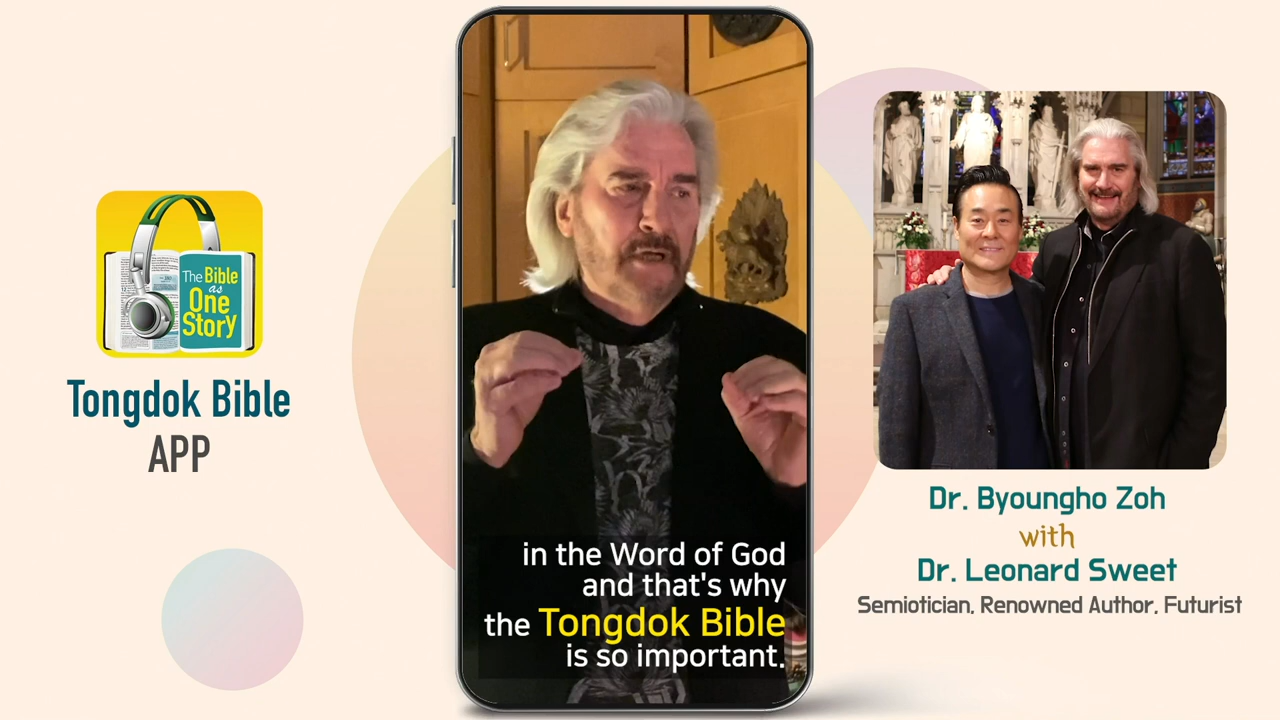 The Bible
as
One
Story
Tongdok Bible
APP
in the Word of God
and that's why
the Tongdok Bible
is so important.
Dr. Byoungho Zoh
with
Dr. Leonard Sweet
Semiotician, Renowned Author, Futurist